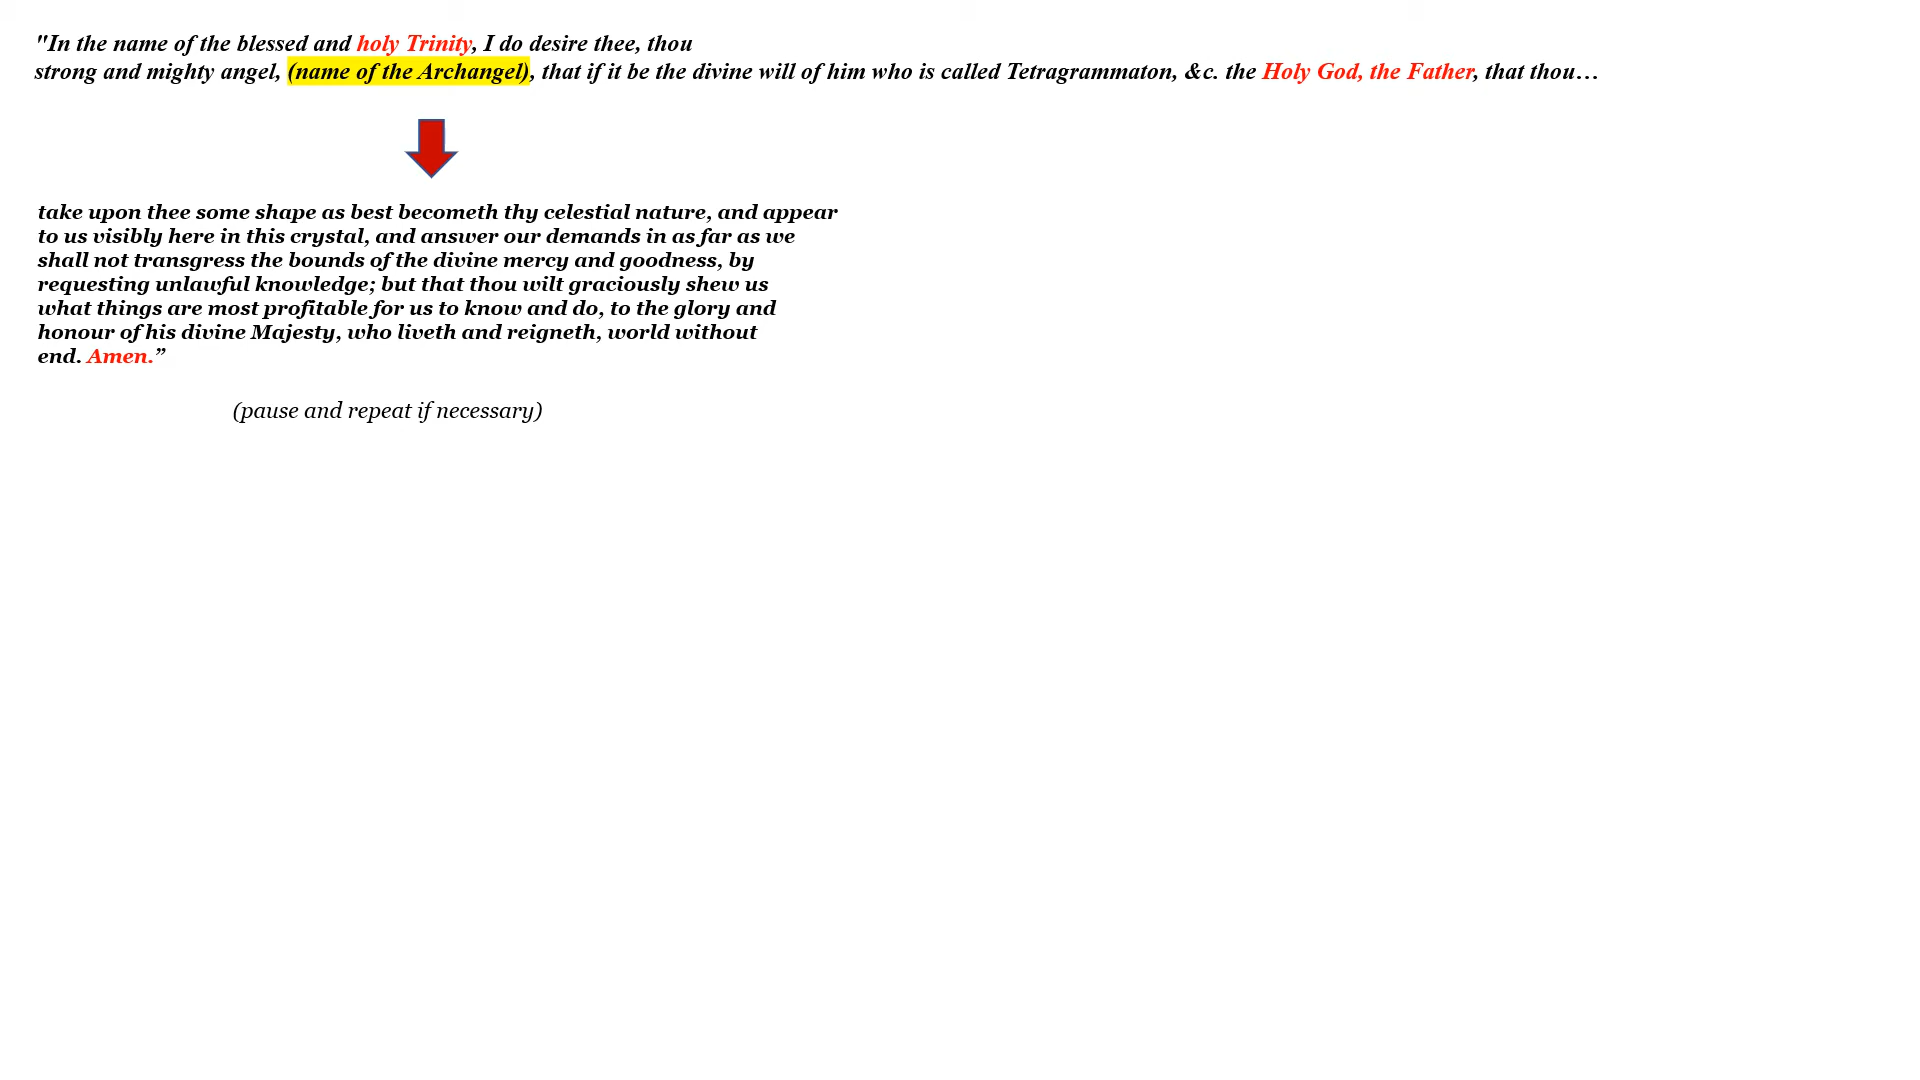 "In the name of the blessed and holy Trinity, I do desire thee, thou
strong and mighty angel, (name of the Archangel), that if it be the divine will of him who is called Tetragrammaton, &c. the Holy God, the Father, that thou…
take upon thee some shape as best becometh thy celestial nature, and appear
to us visibly here in this crystal, and answer our demands in as far as we
shall not transgress the bounds of the divine mercy and goodness, by
requesting unlawful knowledge; but that thou wilt graciously shew us
what things are most profitable for us to know and do, to the glory and
honour of his divine Majesty, who liveth and reigneth, world without
end. Amen.”
(pause and repeat if necessary)